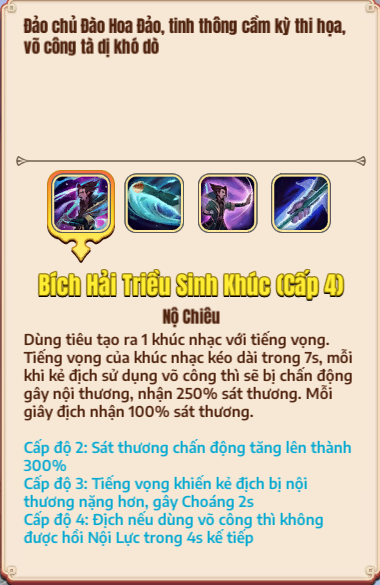 Đảo chủ Đào Hoa Đảo, tinh thông cầm kỳ thi họa,
võ công tà dị khó dò
Bích Hải Triều Sinh Khúc (Cấp 4)
Nộ Chiêu
Dùng tiêu tạo ra 1 khúc nhạc với tiếng vọng.
Tiếng vọng của khúc nhạc kéo dài trong 7s, mỗi
khi kẻ địch sử dụng võ công thì sẽ bị chấn động
gây nội thương, nhận 250% sát thương. Mỗi
giây địch nhận 100% sát thương.
Cấp độ 2: Sát thương chấn động tăng lên thành
300%
Cấp độ 3: Tiếng vọng khiến kẻ địch bị nội
thương nặng hơn, gây Choáng 2s
Cấp độ 4: Địch nếu dùng võ công thì không
được hồi Nội Lực trong 4s kế tiếp